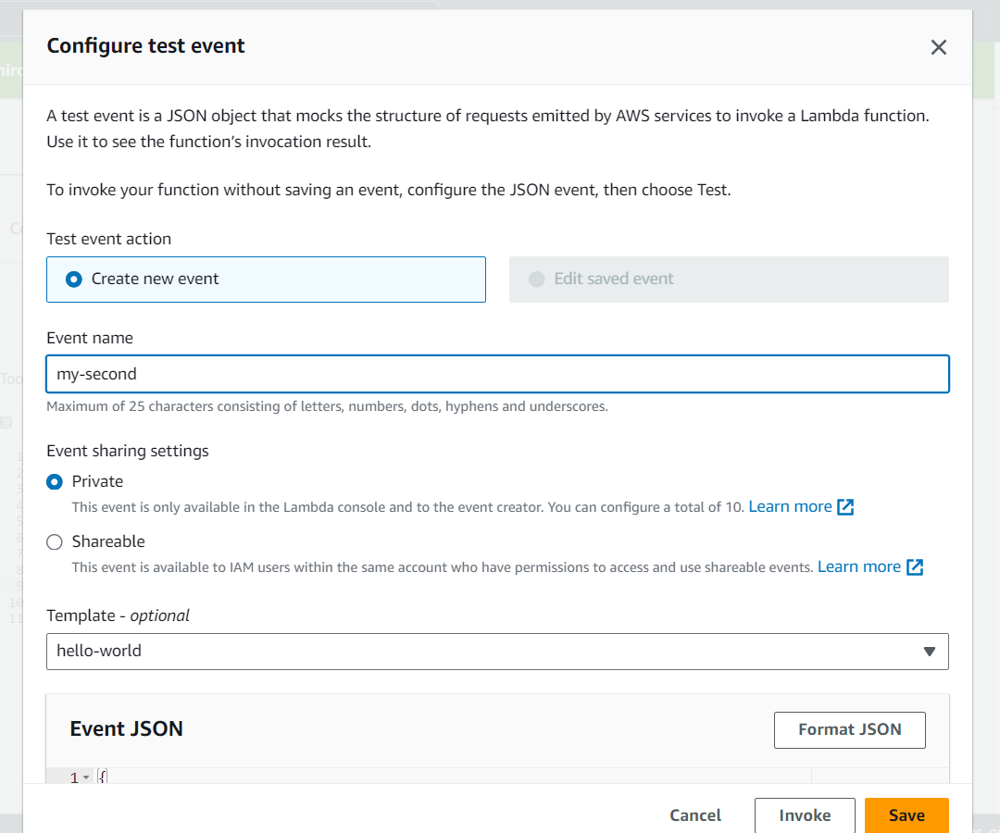 Configure test event
A test event is a JSON object that mocks the structure of requests emitted by AWS services to invoke a Lambda function.
Use it to see the function’s invocation result.
To invoke your function without saving an event, configure the JSON event, then choose Test.
Test event action
Create new event
Edit saved event
Event name
my-second
Maximum of 25 characters consisting of letters, numbers, dots, hyphens and underscores.
Event sharing settings
Private
This event is only available in the Lambda console and to the event creator. You can configure a total of 10. Learn more
Shareable
This event is available to IAM users within the same account who have permissions to access and use shareable events. Learn more
Template - optional
hello-world
Event JSON
Format JSON
1 {
Cancel
Invoke
Save